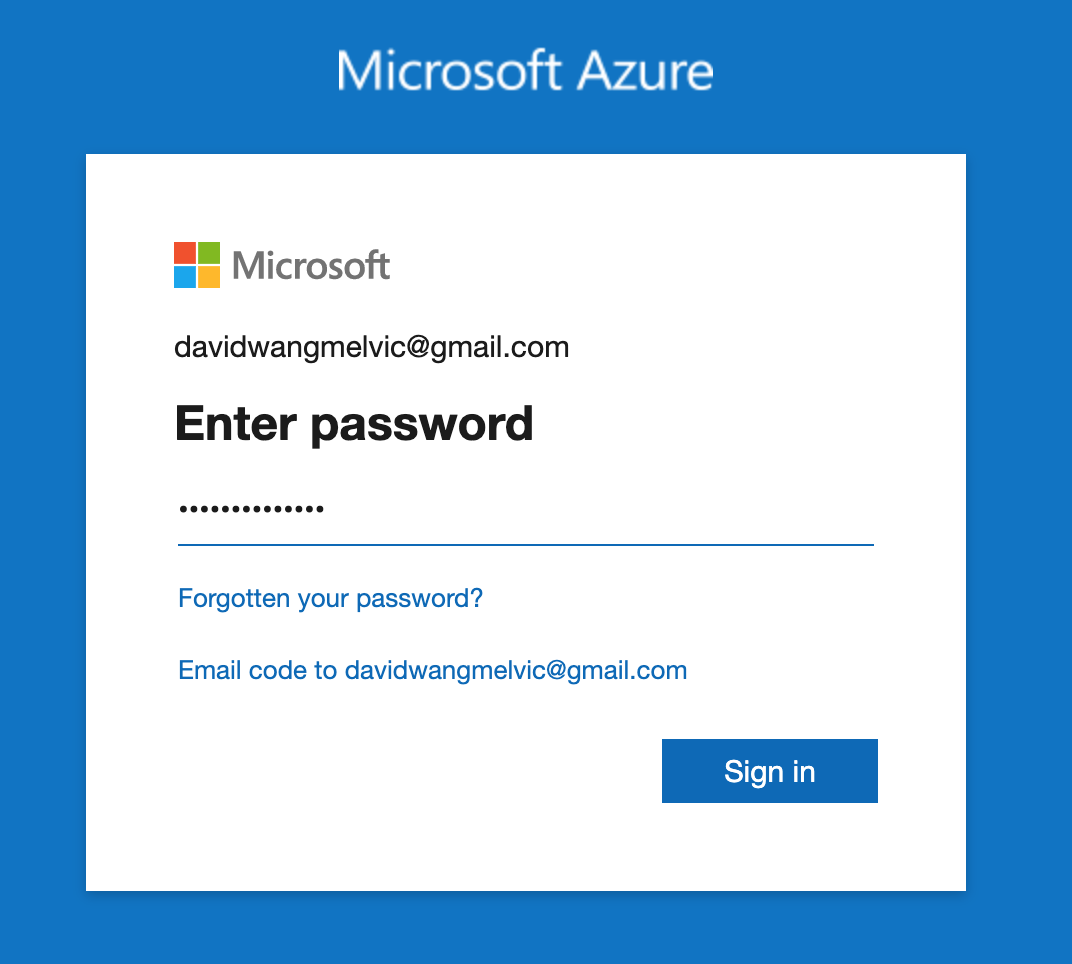 Microsoft Azure
Microsoft
davidwangmelvic@gmail.com
Enter password
••••••••••••••
Forgotten your password?
Email code to davidwangmelvic@gmail.com
Sign in